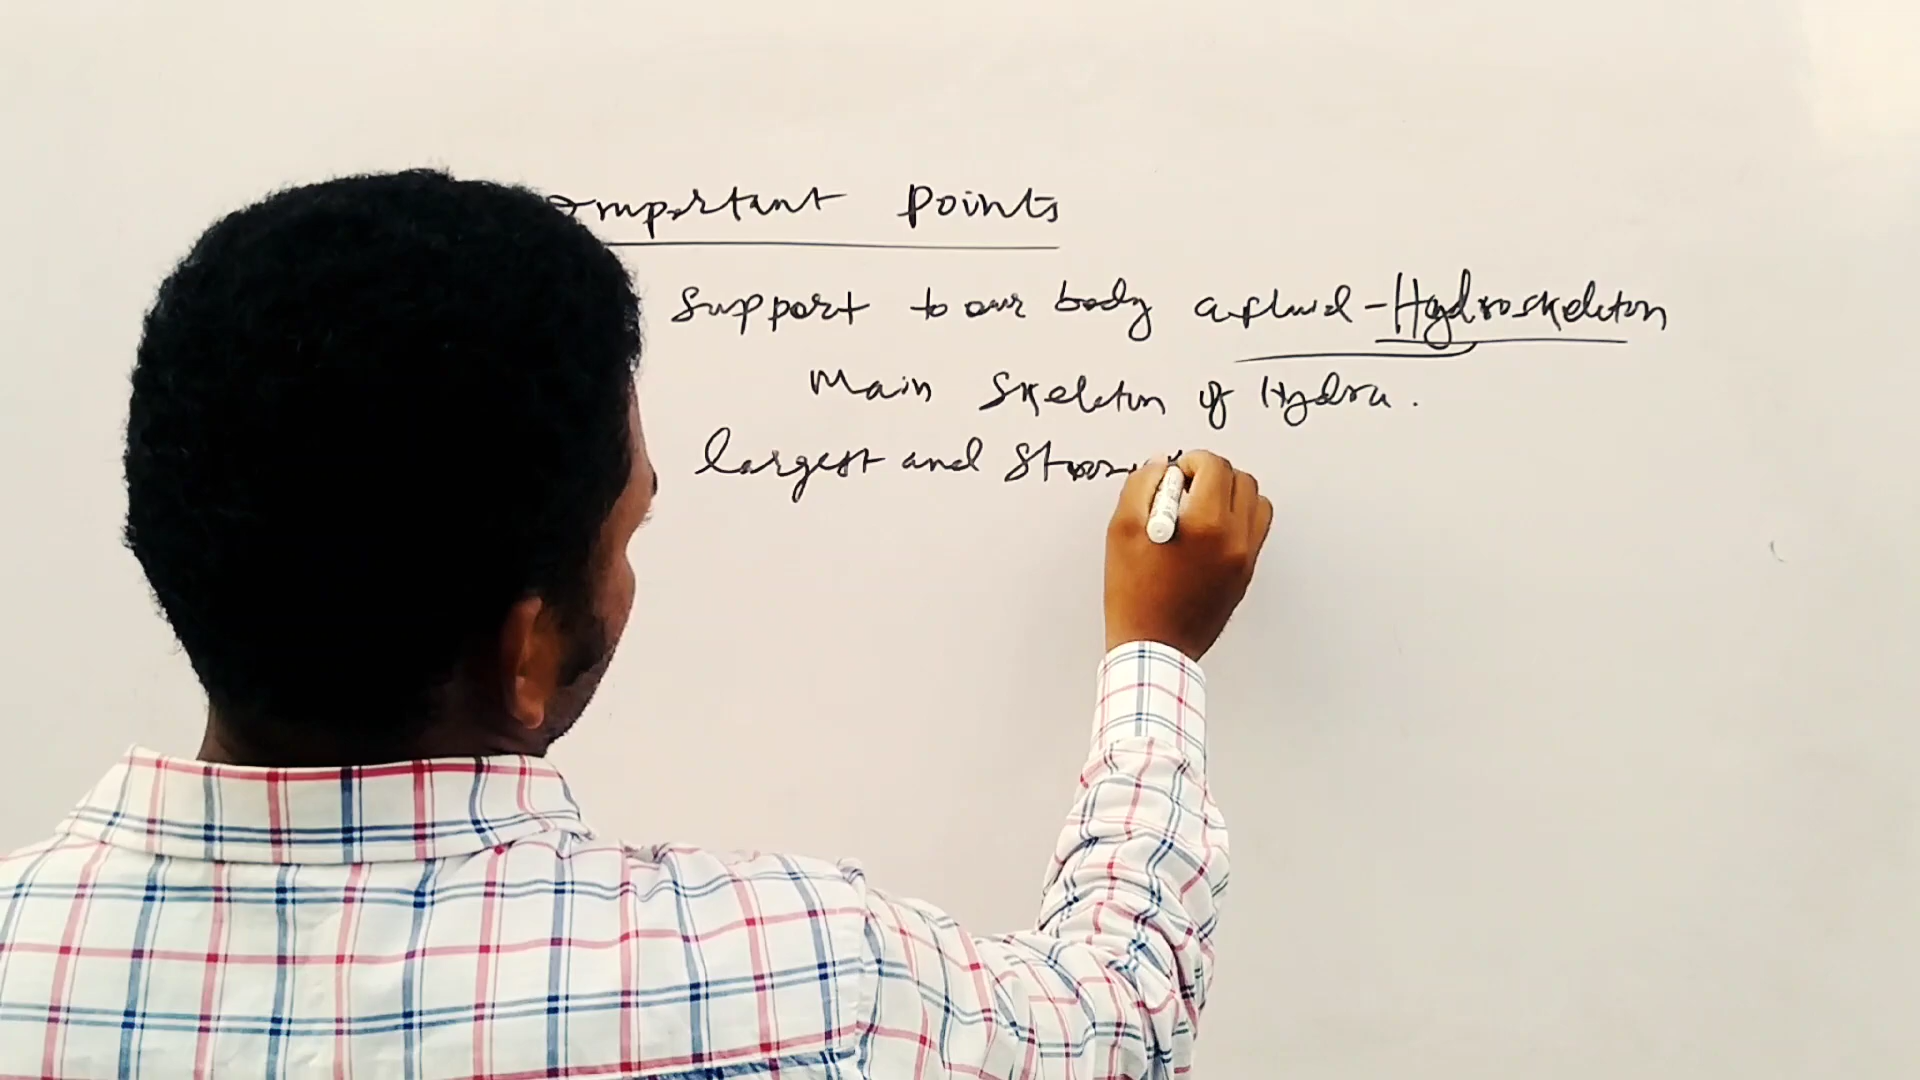 Important Points
Support to our body a fluid - Hydroskeleton
Main Skeleton of Hydra.
largest and